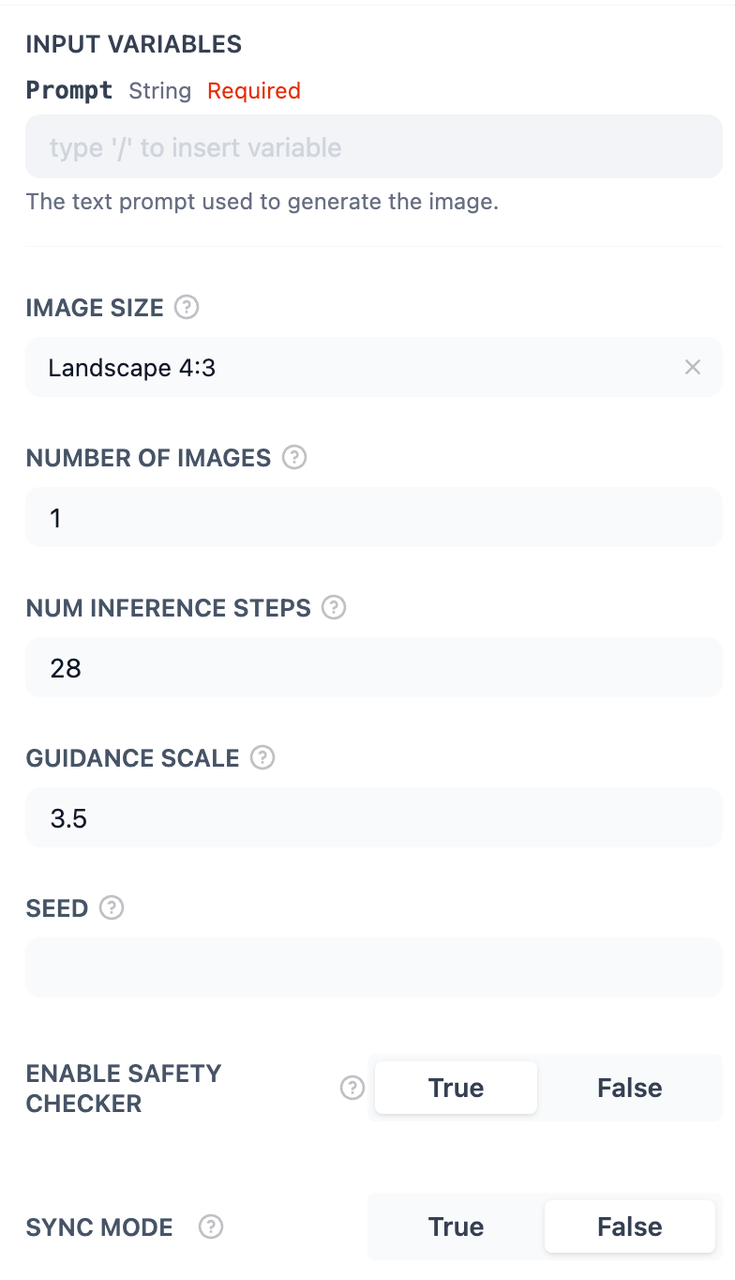 INPUT VARIABLES
Prompt String Required
type '/' to insert variable
The text prompt used to generate the image.
IMAGE SIZE ?
Landscape 4:3 ×
NUMBER OF IMAGES ?
1
NUM INFERENCE STEPS ?
28
GUIDANCE SCALE ?
3.5
SEED ?
ENABLE SAFETY
CHECKER ? True False
SYNC MODE ? True False